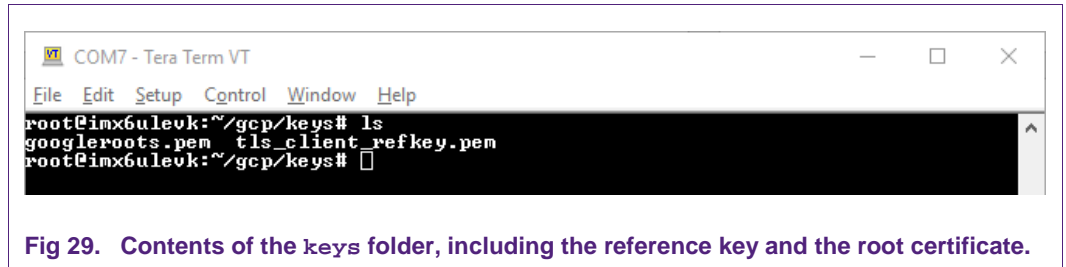 COM7 - Tera Term VT
File Edit Setup Control Window Help
root@imx6ulevk:~/gcp/keys# ls
googleroots.pem  tls_client_refkey.pem
root@imx6ulevk:~/gcp/keys#
Fig 29. Contents of the keys folder, including the reference key and the root certificate.